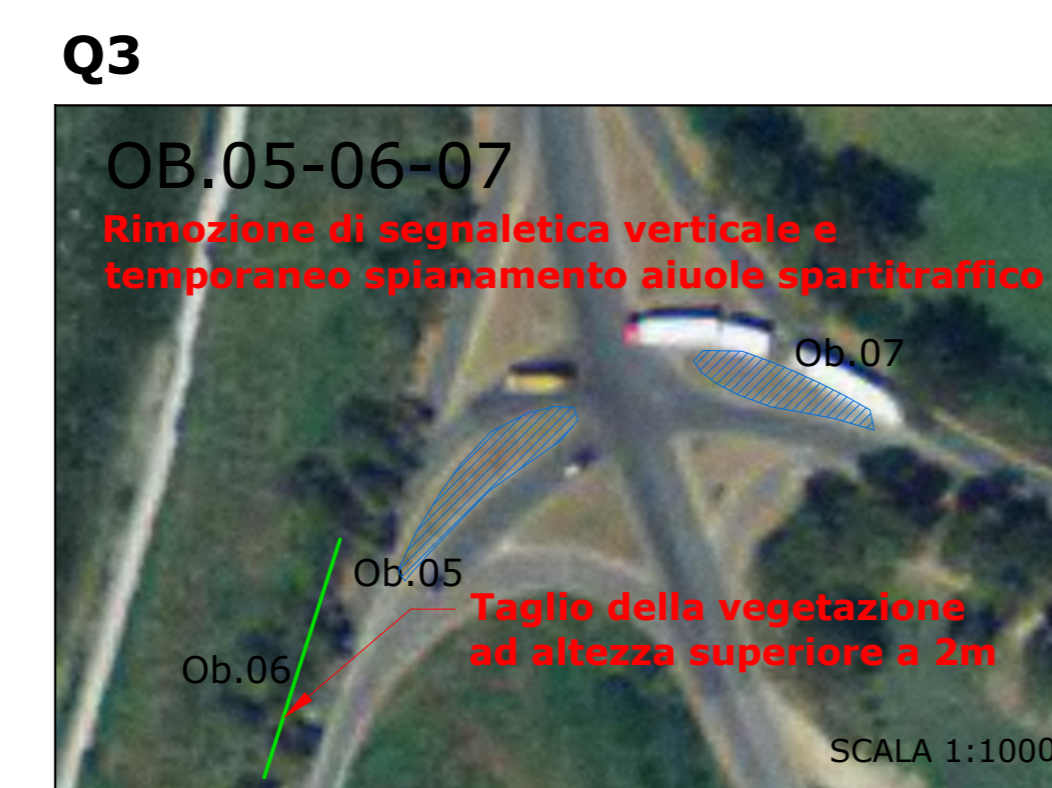 Q3
OB.05-06-07
Rimozione di segnaletica verticale e
temporaneo spianamento aiuole spartitraffico
Ob.07
Ob.05
Taglio della vegetazione
ad altezza superiore a 2m
Ob.06
SCALA 1:1000